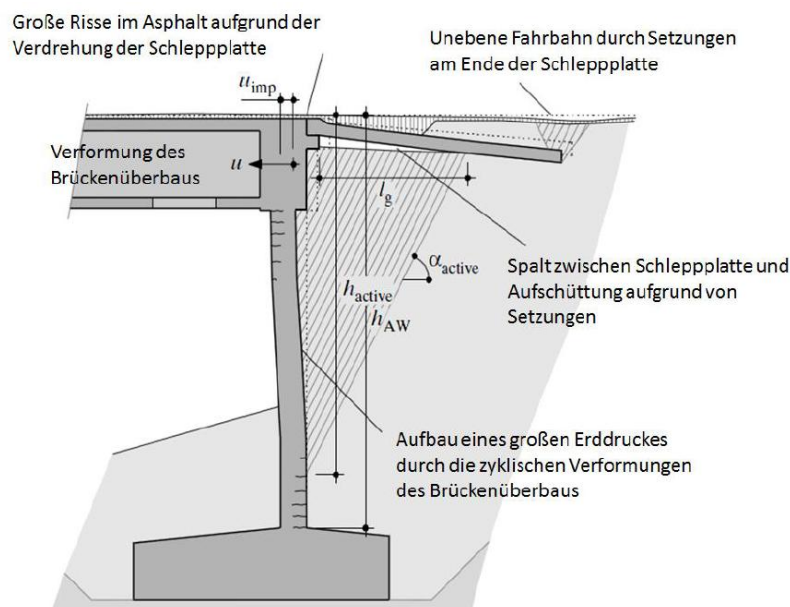 Große Risse im Asphalt aufgrund der
Verdrehung der Schleppplatte
Unebene Fahrbahn durch Setzungen
am Ende der Schleppplatte
u_imp
Verformung des
Brückenüberbaus
u
l_g
α_active
h_active
h_AW
Spalt zwischen Schleppplatte und
Aufschüttung aufgrund von
Setzungen
Aufbau eines großen Erddruckes
durch die zyklischen Verformungen
des Brückenüberbaus